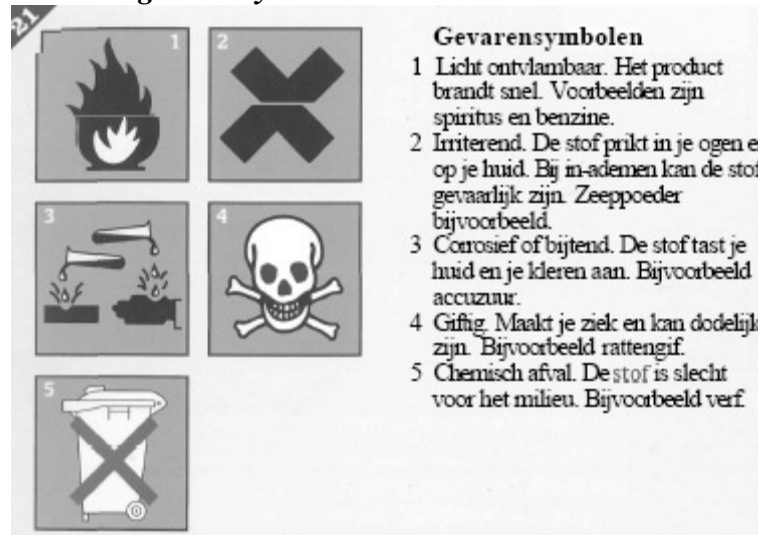 21
1
2
3
4
5
Gevarensymbolen
1 Licht ontvlambaar. Het product
brandt snel. Voorbeelden zijn
spiritus en benzine.
2 Irriterend. De stof prikt in je ogen e
op je huid. Bij in-ademen kan de stof
gevaarlijk zijn. Zeeppoeder
bijvoorbeeld.
3 Corrosief of bijtend. De stof tast je
huid en je kleren aan. Bijvoorbeeld
accuzuur.
4 Giftig. Maakt je ziek en kan dodelijk
zijn. Bijvoorbeeld rattengif.
5 Chemisch afval. De stof is slecht
voor het milieu. Bijvoorbeeld verf.